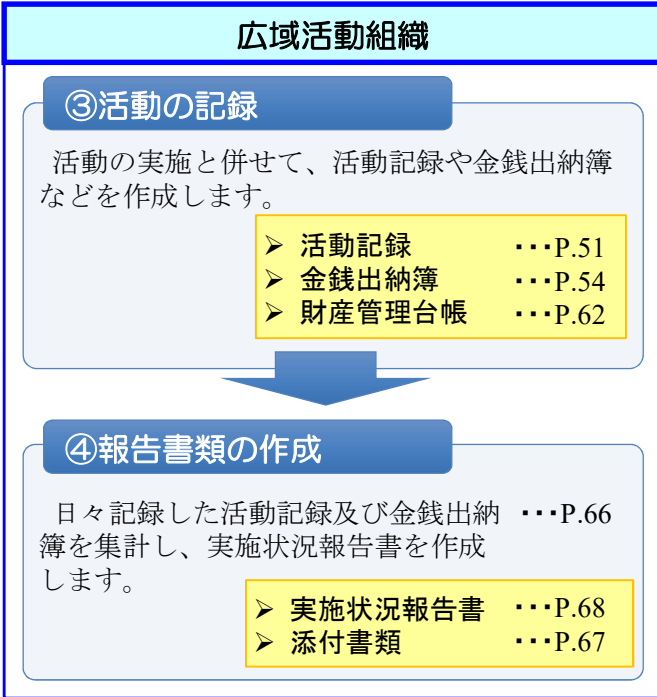 広域活動組織
③活動の記録
活動の実施と併せて、活動記録や金銭出納簿
などを作成します。
➢ 活動記録 ・・・P.51
➢ 金銭出納簿 ・・・P.54
➢ 財産管理台帳 ・・・P.62
④報告書類の作成
日々記録した活動記録及び金銭出納 ・・・P.66
簿を集計し、実施状況報告書を作成
します。
➢ 実施状況報告書 ・・・P.68
➢ 添付書類 ・・・P.67